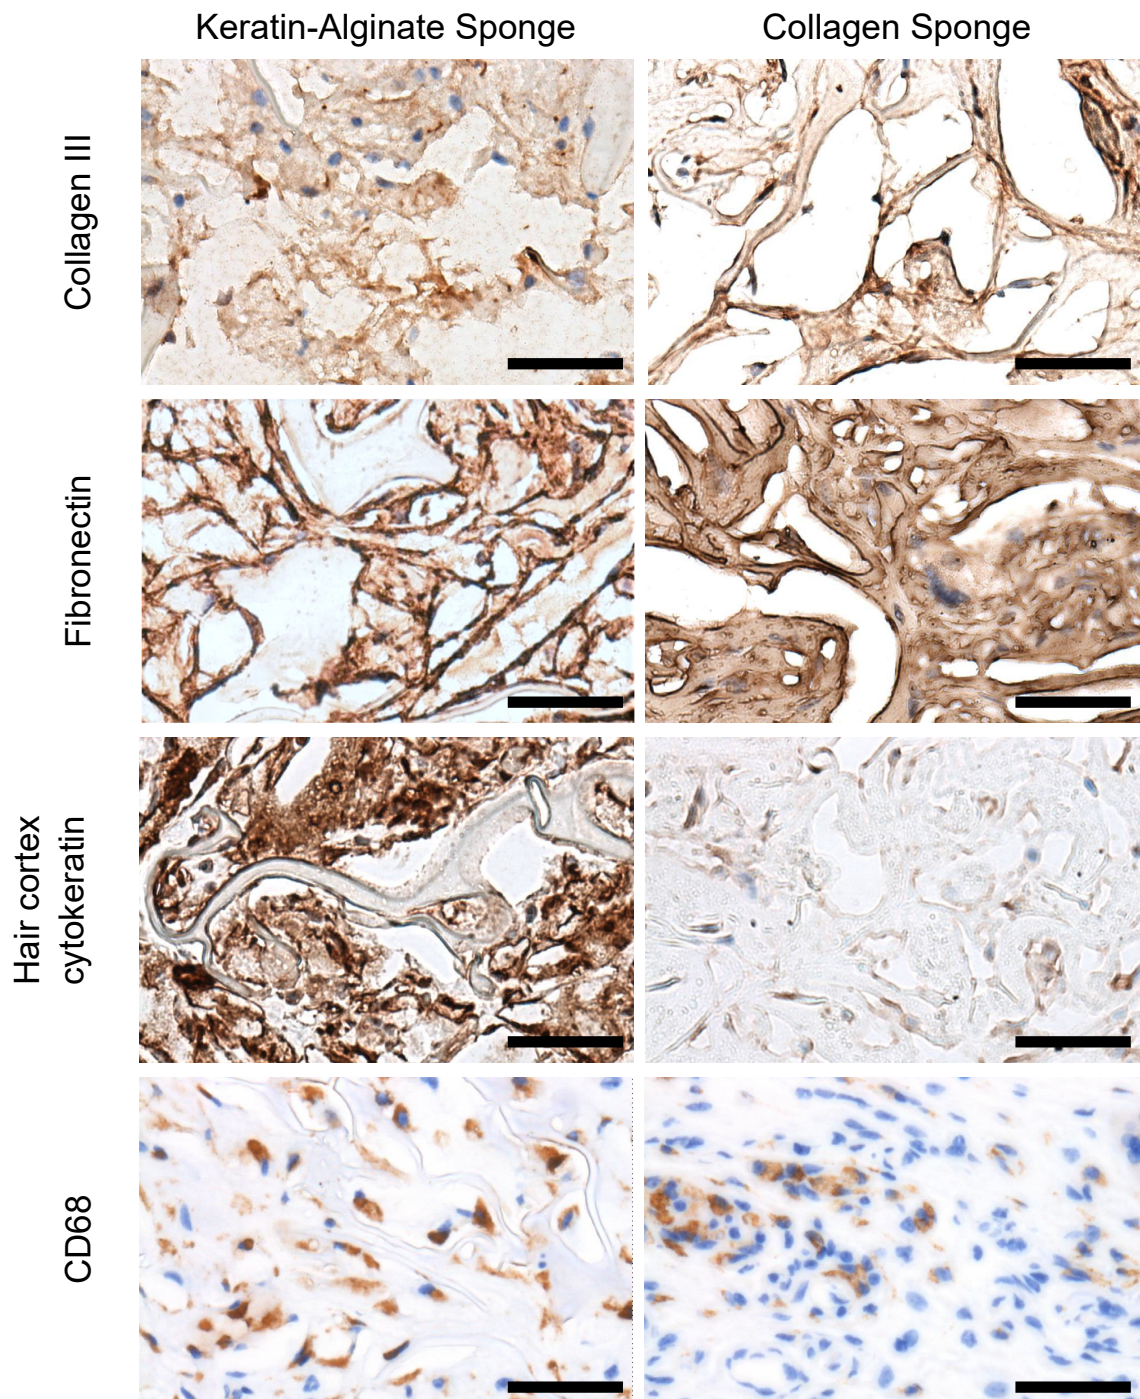 Keratin-Alginate Sponge
Collagen Sponge
Collagen III
Fibronectin
Hair cortex
cytokeratin
CD68